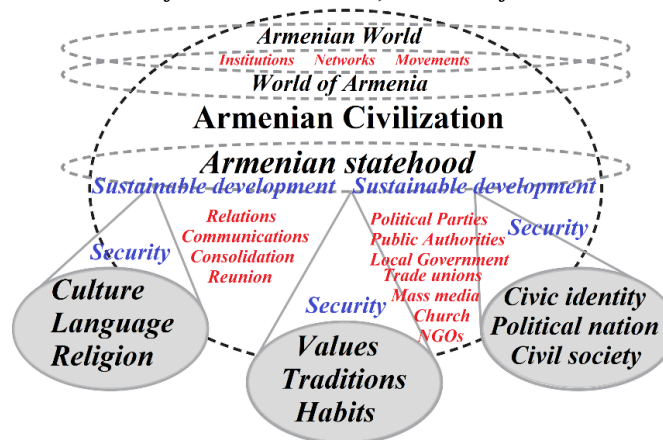 Armenian World
Institutions Networks Movements
World of Armenia
Armenian Civilization
Armenian statehood
Sustainable development Sustainable development
Relations
Communications
Consolidation
Reunion
Political Parties
Public Authorities
Local Government
Trade unions
Mass media
Church
NGOs
Security
Security
Security
Culture
Language
Religion
Values
Traditions
Habits
Civic identity
Political nation
Civil society